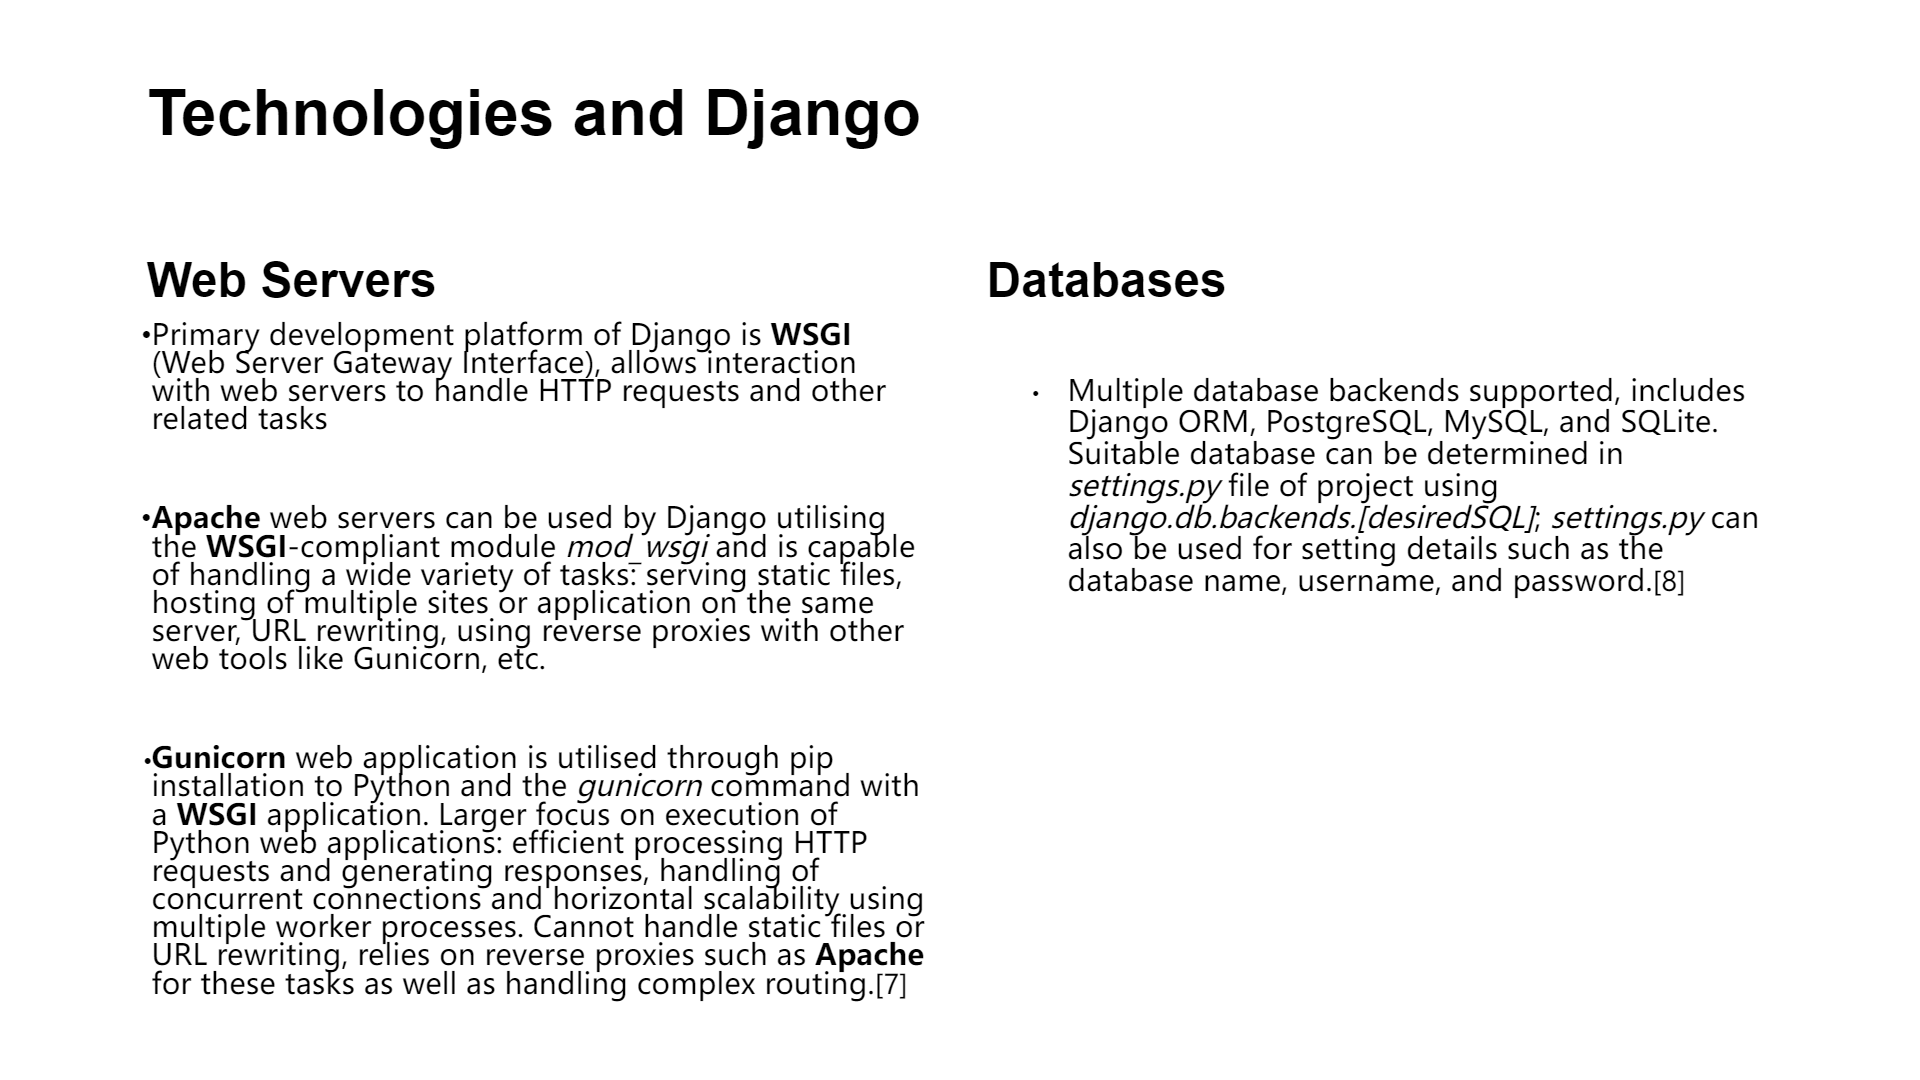 Technologies and Django
Web Servers
•Primary development platform of Django is WSGI
(Web Server Gateway Interface), allows interaction
with web servers to handle HTTP requests and other
related tasks
•Apache web servers can be used by Django utilising
the WSGI-compliant module mod_wsgi and is capable
of handling a wide variety of tasks: serving static files,
hosting of multiple sites or application on the same
server, URL rewriting, using reverse proxies with other
web tools like Gunicorn, etc.
•Gunicorn web application is utilised through pip
installation to Python and the gunicorn command with
a WSGI application. Larger focus on execution of
Python web applications: efficient processing HTTP
requests and generating responses, handling of
concurrent connections and horizontal scalability using
multiple worker processes. Cannot handle static files or
URL rewriting, relies on reverse proxies such as Apache
for these tasks as well as handling complex routing.[7]
Databases
• Multiple database backends supported, includes
Django ORM, PostgreSQL, MySQL, and SQLite.
Suitable database can be determined in
settings.py file of project using
django.db.backends.[desiredSQL]; settings.py can
also be used for setting details such as the
database name, username, and password.[8]